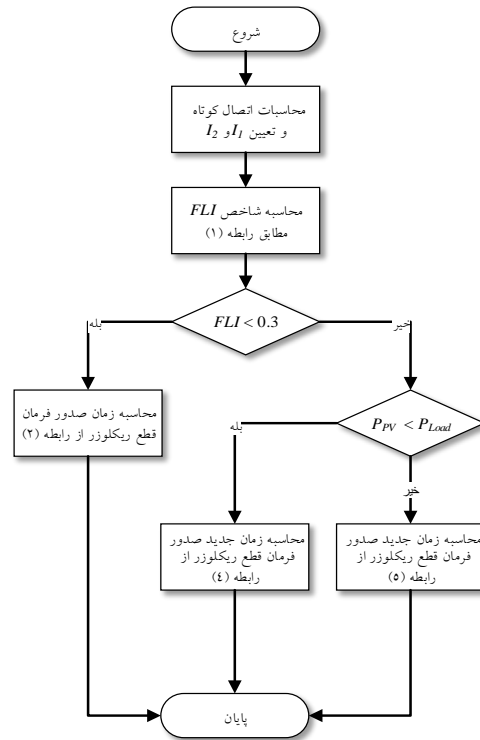 شروع
محاسبات اتصال کوتاه
و تعیین I1 و I2
محاسبه شاخص FLI
مطابق رابطه (۱)
FLI < 0.3
بله
خیر
محاسبه زمان صدور فرمان
قطع ریکلوزر از رابطه (۲)
PPV < PLoad
بله
خیر
محاسبه زمان جدید صدور
فرمان قطع ریکلوزر از
رابطه (٤)
محاسبه زمان جدید صدور
فرمان قطع ریکلوزر از
رابطه (٥)
پایان